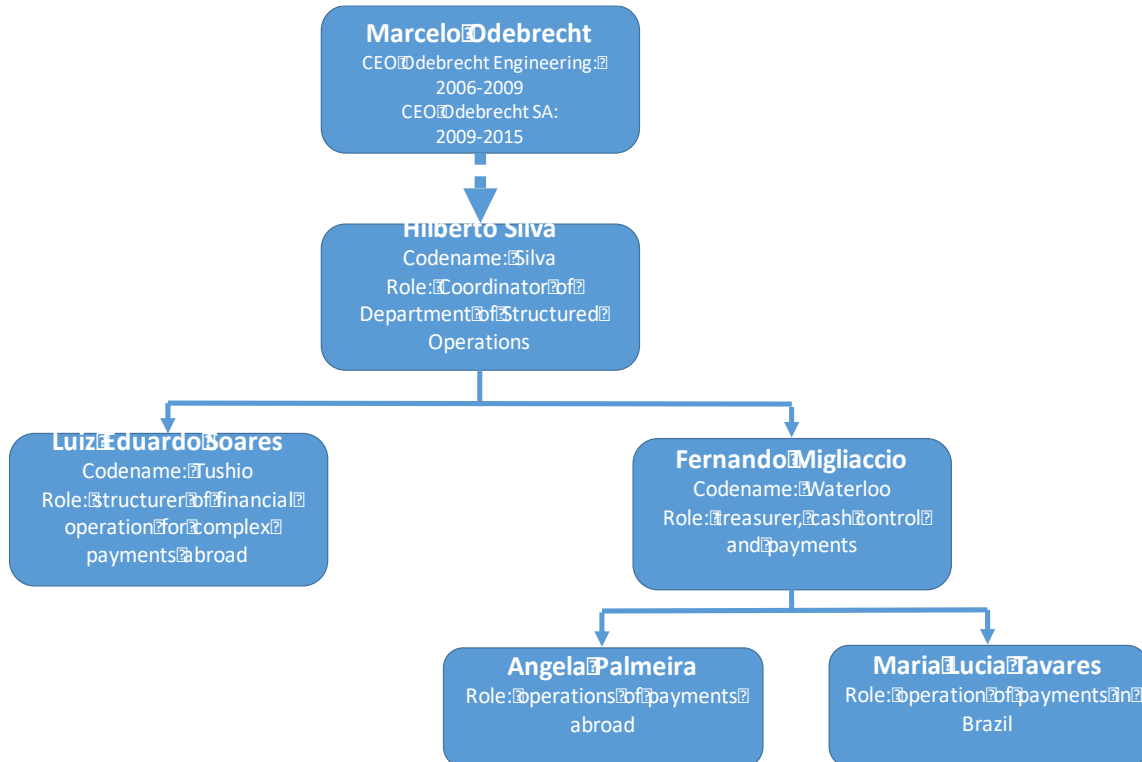 Marcelo Odebrecht
CEO Odebrecht Engineering:
2006-2009
CEO Odebrecht SA:
2009-2015
Hilberto Silva
Codename: Silva
Role: Coordinator of
Department of Structured
Operations
Luiz Eduardo Soares
Codename: Tushio
Role: structurer of financial
operation for complex
payments abroad
Fernando Migliaccio
Codename: Waterloo
Role: treasurer, cash control
and payments
Angela Palmeira
Role: operations of payments
abroad
Maria Lucia Tavares
Role: operation of payments in
Brazil